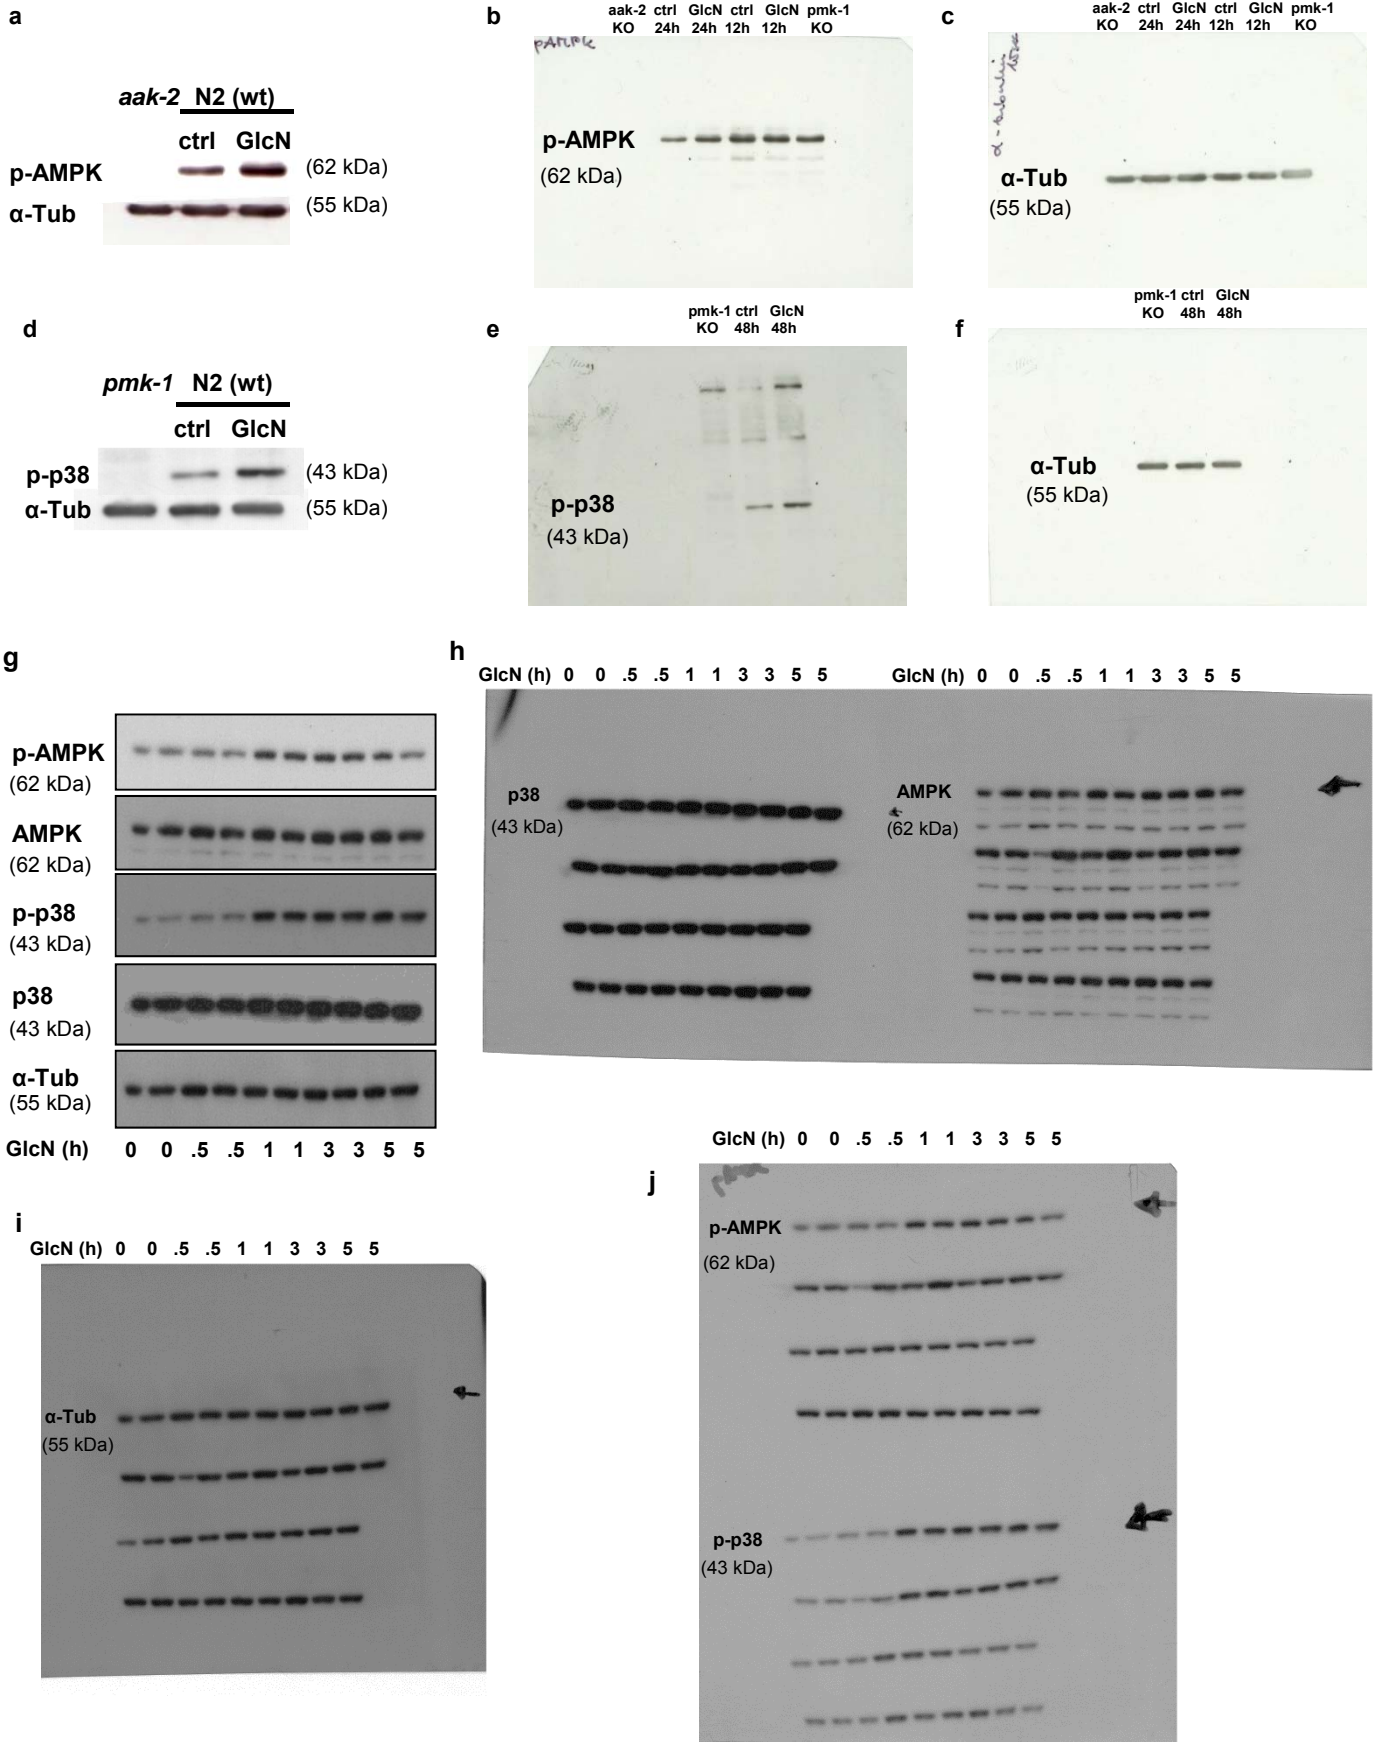 a
aak-2 N2 (wt)
ctrl GlcN
p-AMPK (62 kDa)
α-Tub (55 kDa)
b
aak-2 ctrl GlcN ctrl GlcN pmk-1
KO 24h 24h 12h 12h KO
pAMPK
p-AMPK
(62 kDa)
c
aak-2 ctrl GlcN ctrl GlcN pmk-1
KO 24h 24h 12h 12h KO
α-tubulin
α-Tub
(55 kDa)
d
pmk-1 N2 (wt)
ctrl GlcN
p-p38 (43 kDa)
α-Tub (55 kDa)
e
pmk-1 ctrl GlcN
KO 48h 48h
p-p38
(43 kDa)
f
pmk-1 ctrl GlcN
KO 48h 48h
α-Tub
(55 kDa)
g
p-AMPK
(62 kDa)
AMPK
(62 kDa)
p-p38
(43 kDa)
p38
(43 kDa)
α-Tub
(55 kDa)
GlcN (h) 0 0 .5 .5 1 1 3 3 5 5
h
GlcN (h) 0 0 .5 .5 1 1 3 3 5 5
p38
(43 kDa)
GlcN (h) 0 0 .5 .5 1 1 3 3 5 5
AMPK
(62 kDa)
i
GlcN (h) 0 0 .5 .5 1 1 3 3 5 5
α-Tub
(55 kDa)
j
GlcN (h) 0 0 .5 .5 1 1 3 3 5 5
p-AMPK
(62 kDa)
p-p38
(43 kDa)